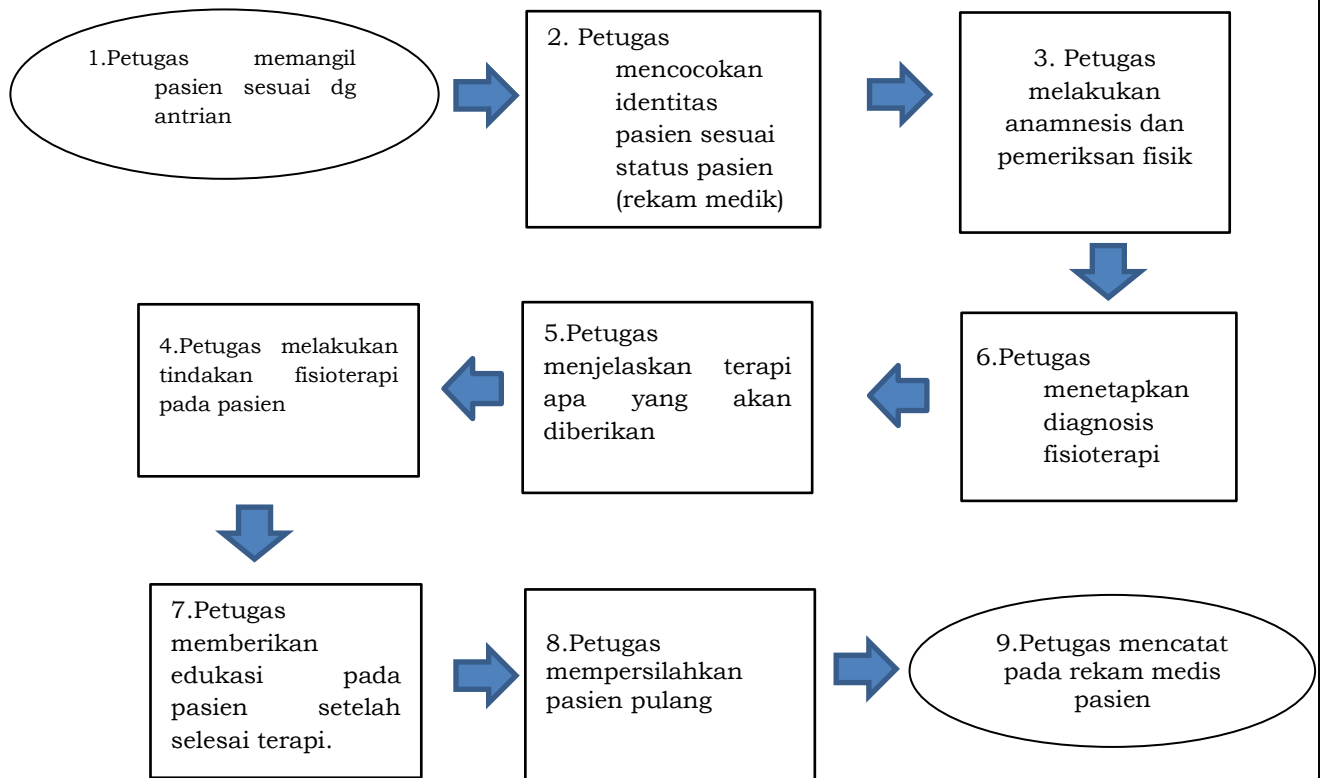 1.Petugas memangil
pasien sesuai dg
antrian
2. Petugas
mencocokan
identitas
pasien sesuai
status pasien
(rekam medik)
3. Petugas
melakukan
anamnesis dan
pemeriksan fisik
4.Petugas melakukan
tindakan fisioterapi
pada pasien
5.Petugas
menjelaskan terapi
apa yang akan
diberikan
6.Petugas
menetapkan
diagnosis
fisioterapi
7.Petugas
memberikan
edukasi pada
pasien setelah
selesai terapi.
8.Petugas
mempersilahkan
pasien pulang
9.Petugas mencatat
pada rekam medis
pasien